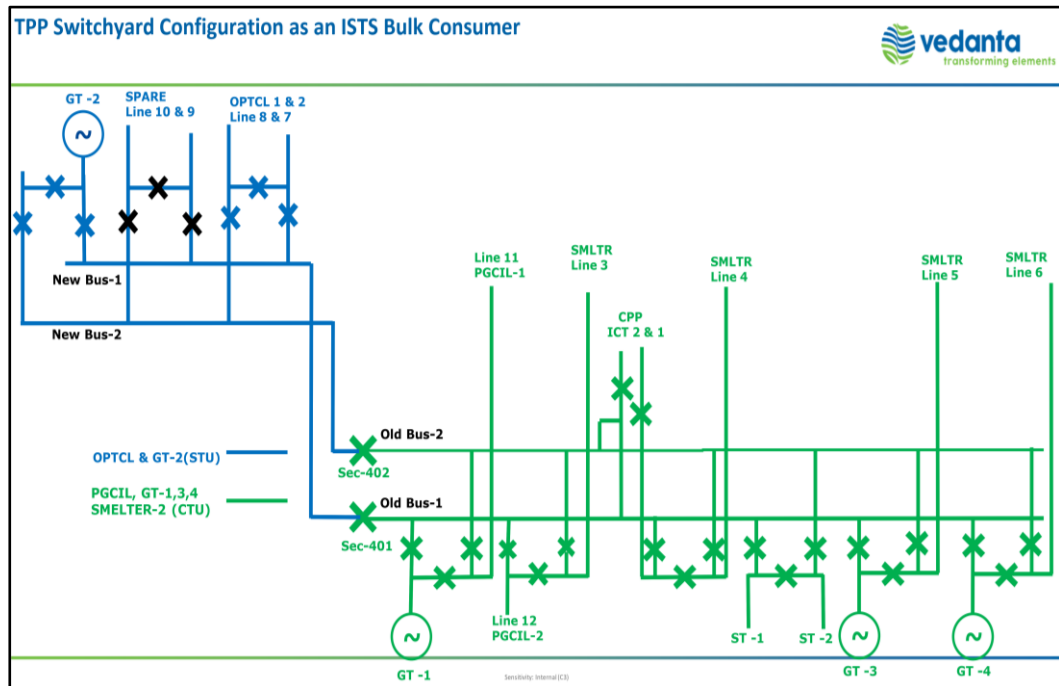 TPP Switchyard Configuration as an ISTS Bulk Consumer
vedanta
transforming elements
GT -2
SPARE
Line 10 & 9
OPTCL 1 & 2
Line 8 & 7
~
New Bus-1
New Bus-2
Line 11
PGCIL-1
SMLTR
Line 3
CPP
ICT 2 & 1
SMLTR
Line 4
SMLTR
Line 5
SMLTR
Line 6
OPTCL & GT-2(STU)
PGCIL, GT-1,3,4
SMELTER-2 (CTU)
Old Bus-2
Sec-402
Old Bus-1
Sec-401
~
GT -1
Line 12
PGCIL-2
ST -1
ST -2
~
GT -3
~
GT -4
Sensitivity: Internal (C3)